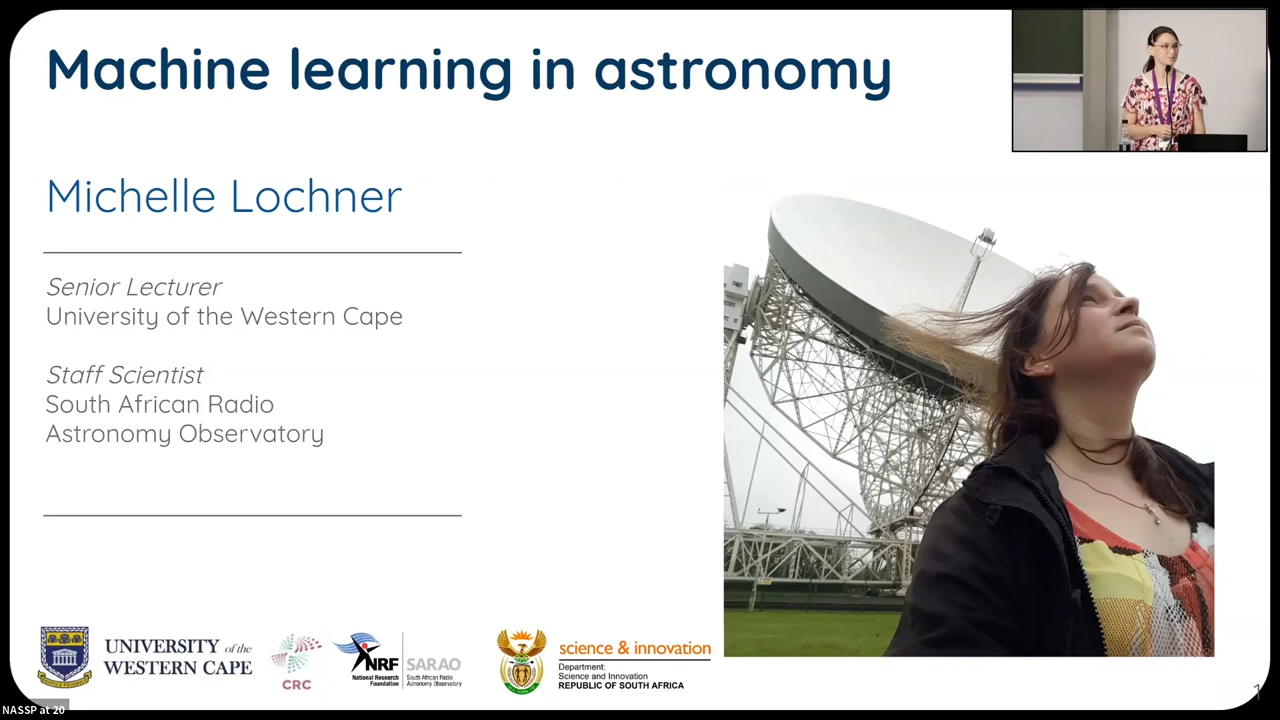 Machine learning in astronomy
Michelle Lochner
Senior Lecturer
University of the Western Cape
Staff Scientist
South African Radio
Astronomy Observatory
UNIVERSITY of the
WESTERN CAPE
CRC
NRF
National Research
Foundation
SARAO
South African Radio
Astronomy Observatory
science & innovation
Department:
Science and Innovation
REPUBLIC OF SOUTH AFRICA
1
NASSP at 20